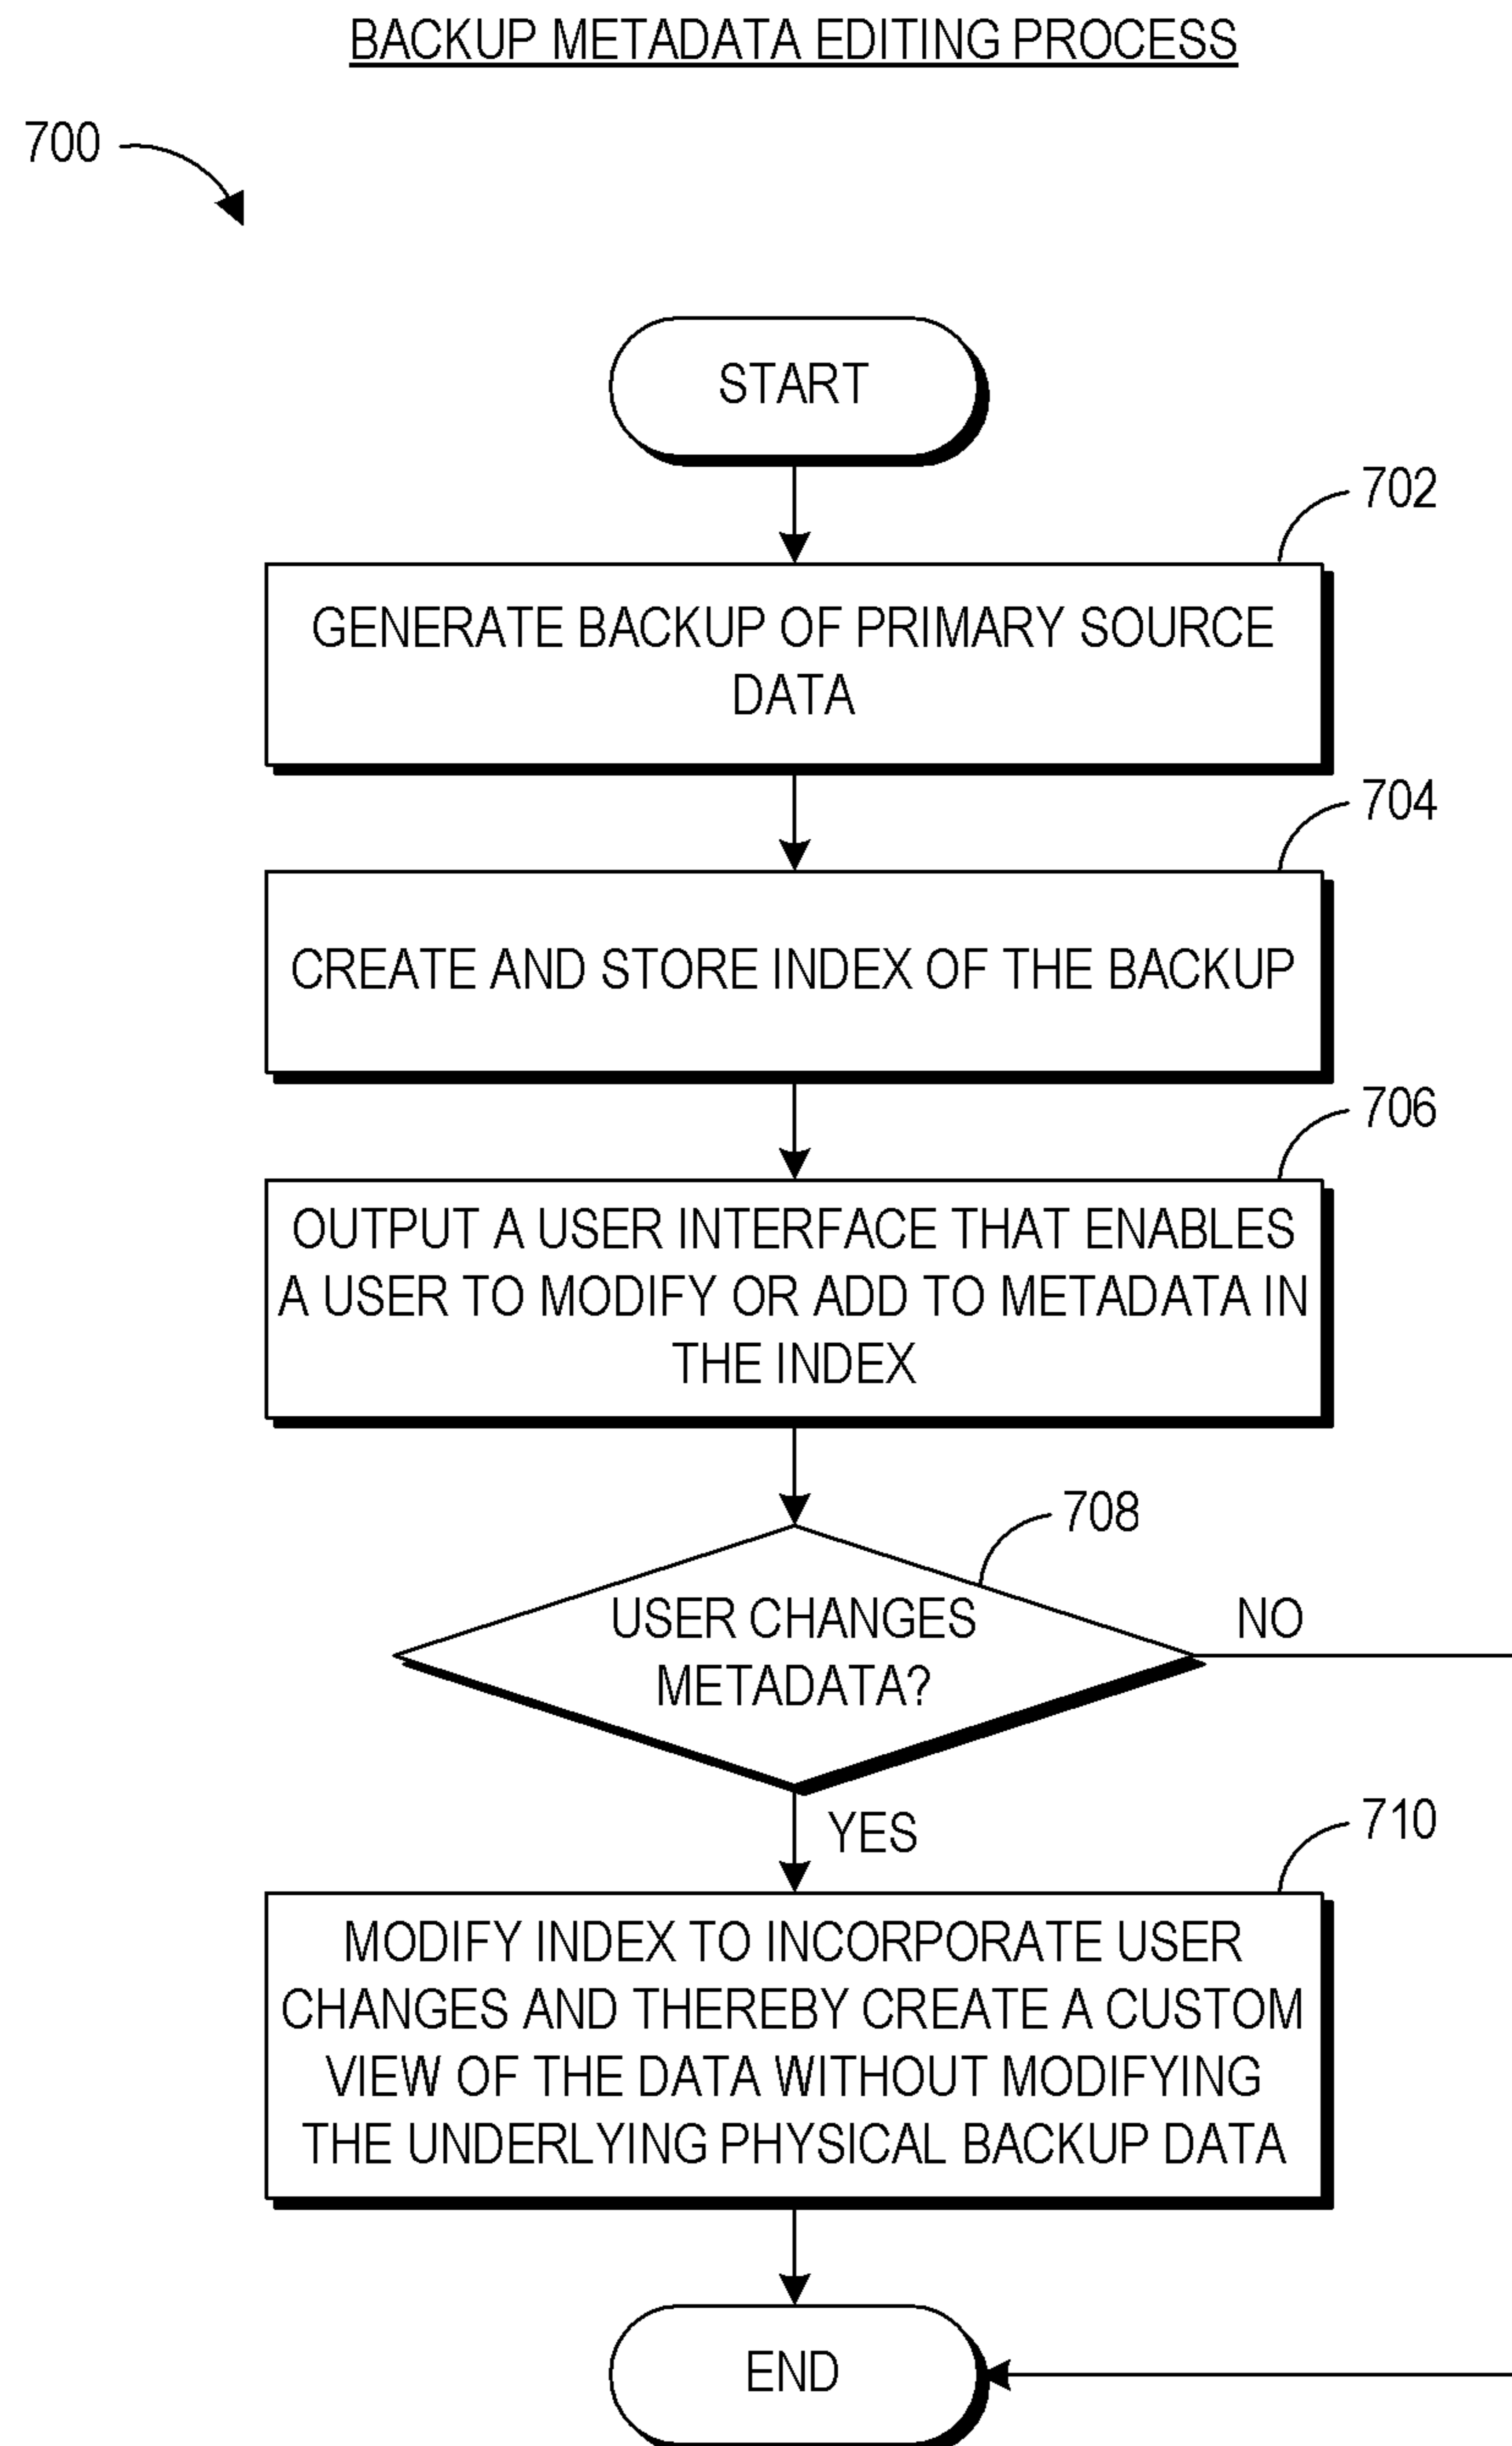 BACKUP METADATA EDITING PROCESS
700
START
702
GENERATE BACKUP OF PRIMARY SOURCE
DATA
704
CREATE AND STORE INDEX OF THE BACKUP
706
OUTPUT A USER INTERFACE THAT ENABLES
A USER TO MODIFY OR ADD TO METADATA IN
THE INDEX
708
USER CHANGES
METADATA?
NO
YES
710
MODIFY INDEX TO INCORPORATE USER
CHANGES AND THEREBY CREATE A CUSTOM
VIEW OF THE DATA WITHOUT MODIFYING
THE UNDERLYING PHYSICAL BACKUP DATA
END